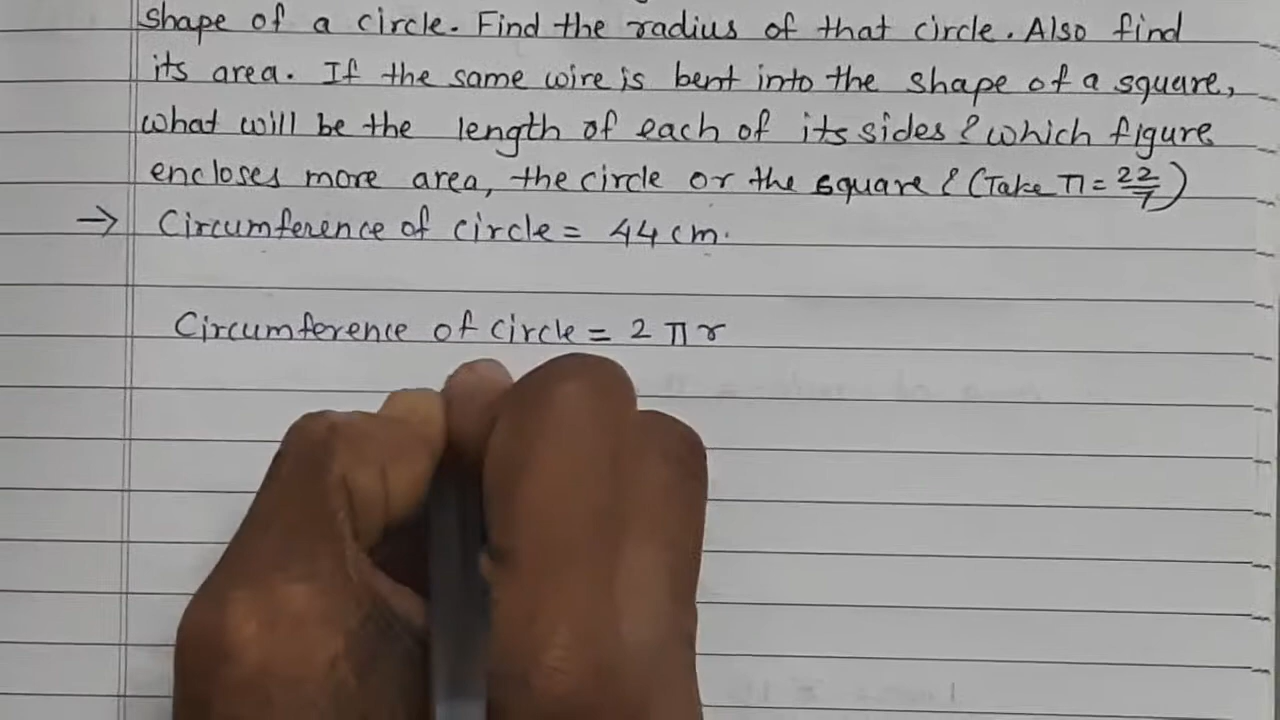 shape of a circle. Find the radius of that circle. Also find
its area. If the same wire is bent into the shape of a square,
what will be the length of each of its sides? which figure
encloses more area, the circle or the square? (Take π = 22/7)
→ Circumference of circle = 44 cm.
Circumference of circle = 2 π r